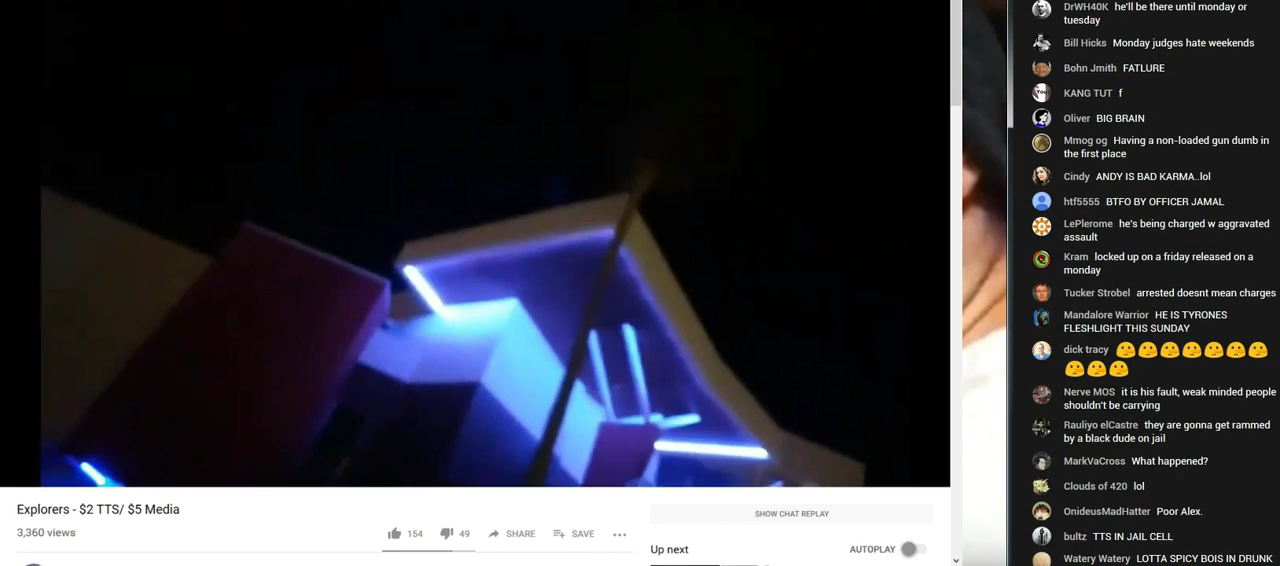 Explorers - $2 TTS/ $5 Media
3,360 views
154
49
SHARE
SAVE
SHOW CHAT REPLAY
Up next
AUTOPLAY
DrWH40K he'll be there until monday or
tuesday
Bill Hicks Monday judges hate weekends
Bohn Jmith FATLURE
KANG TUT f
Oliver BIG BRAIN
Mmog og Having a non-loaded gun dumb in
the first place
Cindy ANDY IS BAD KARMA..lol
htf5555 BTFO BY OFFICER JAMAL
LePlerome he's being charged w aggravated
assault
Kram locked up on a friday released on a
monday
Tucker Strobel arrested doesnt mean charges
Mandalore Warrior HE IS TYRONES
FLESHLIGHT THIS SUNDAY
dick tracy
Nerve MOS it is his fault, weak minded people
shouldn't be carrying
Rauliyo elCastre they are gonna get rammed
by a black dude on jail
MarkVaCross What happened?
Clouds of 420 lol
OnideusMadHatter Poor Alex.
bultz TTS IN JAIL CELL
Watery Watery LOTTA SPICY BOIS IN DRUNK